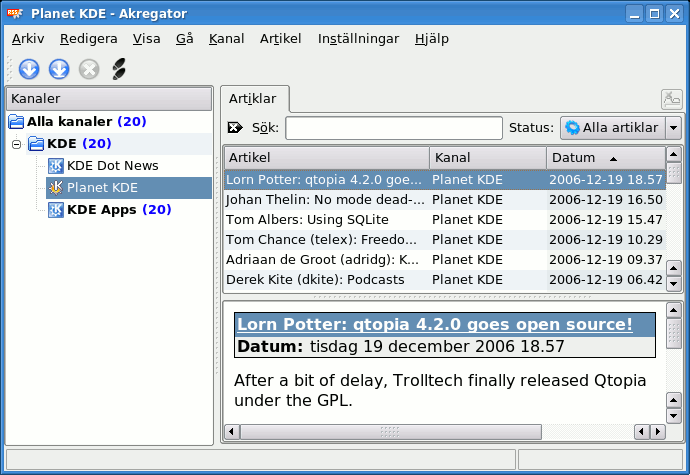 Planet KDE - Akregator
Arkiv Redigera Visa Gå Kanal Artikel Inställningar Hjälp
Kanaler
Alla kanaler (20)
KDE (20)
KDE Dot News
Planet KDE
KDE Apps (20)
Artiklar
Sök: Status: Alla artiklar
Artikel Kanal Datum
Lorn Potter: qtopia 4.2.0 goe... Planet KDE 2006-12-19 18.57
Johan Thelin: No mode dead-... Planet KDE 2006-12-19 16.50
Tom Albers: Using SQLite Planet KDE 2006-12-19 15.47
Tom Chance (telex): Freedo... Planet KDE 2006-12-19 10.29
Adriaan de Groot (adridg): K... Planet KDE 2006-12-19 09.37
Derek Kite (dkite): Podcasts Planet KDE 2006-12-19 06.42
Lorn Potter: qtopia 4.2.0 goes open source!
Datum: tisdag 19 december 2006 18.57
After a bit of delay, Trolltech finally released Qtopia
under the GPL.